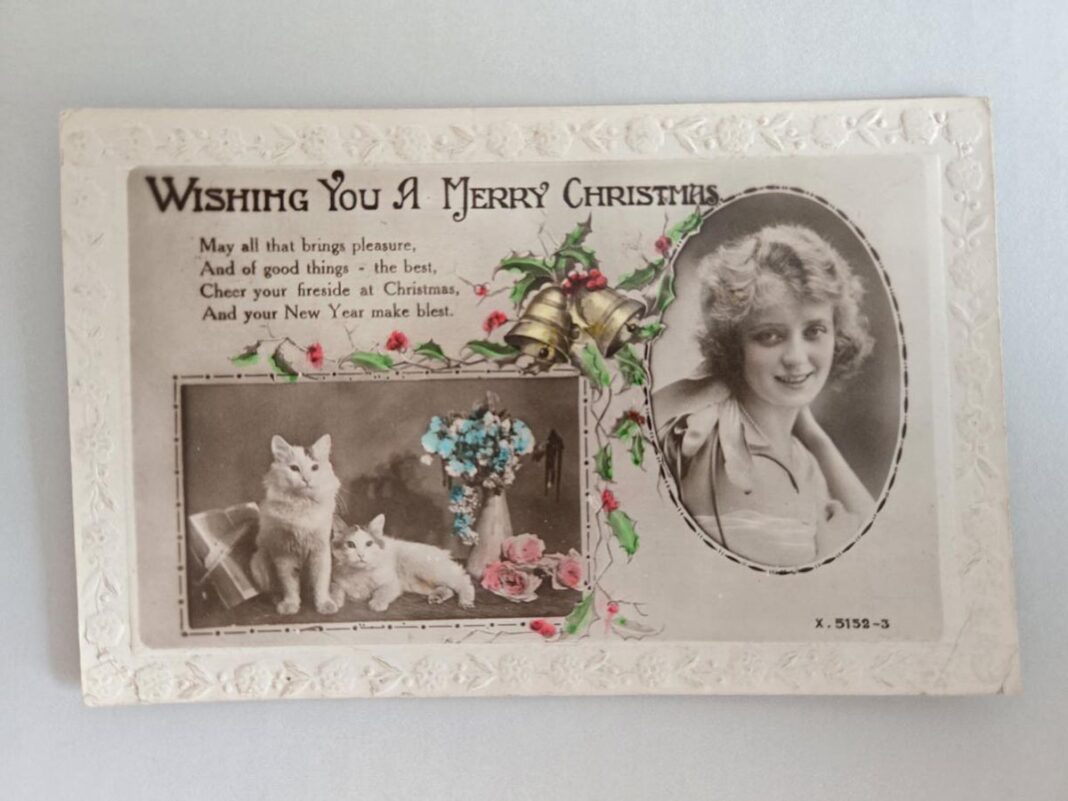 WISHING YOU A MERRY CHRISTMAS
May all that brings pleasure,
And of good things - the best,
Cheer your fireside at Christmas,
And your New Year make blest.
X. 5152-3